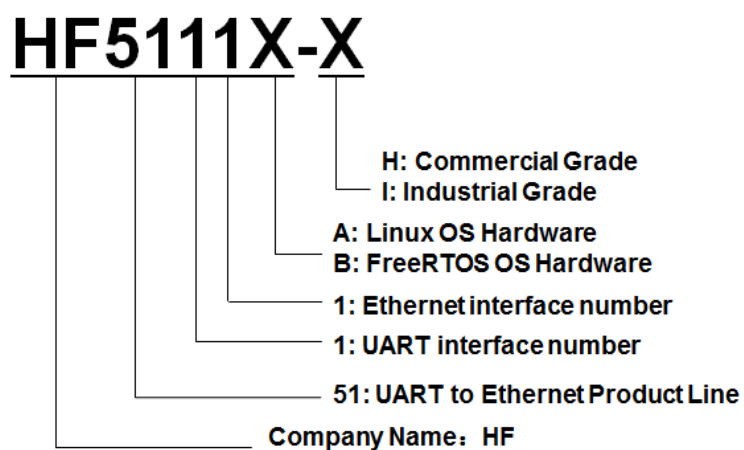 HF5111X-X
H: Commercial Grade
I: Industrial Grade
A: Linux OS Hardware
B: FreeRTOS OS Hardware
1: Ethernet interface number
1: UART interface number
51: UART to Ethernet Product Line
Company Name：HF